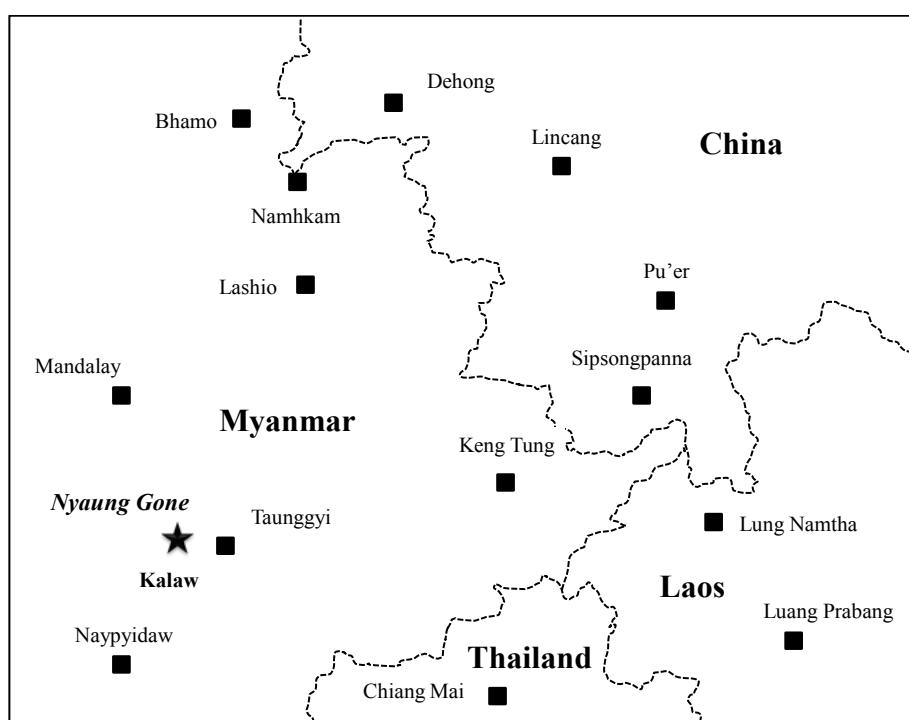 Dehong
Bhamo
China
Lincang
Namhkam
Pu’er
Lashio
Sipsongpanna
Mandalay
Myanmar
Keng Tung
Nyaung Gone
Taunggyi
Lung Namtha
Kalaw
Laos
Luang Prabang
Naypyidaw
Thailand
Chiang Mai